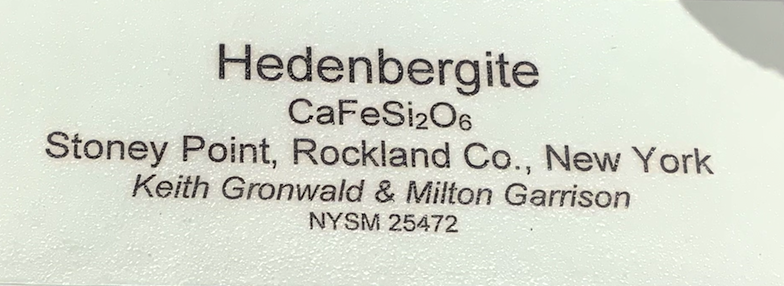 Hedenbergite
CaFeSi₂O₆
Stoney Point, Rockland Co., New York
Keith Gronwald & Milton Garrison
NYSM 25472